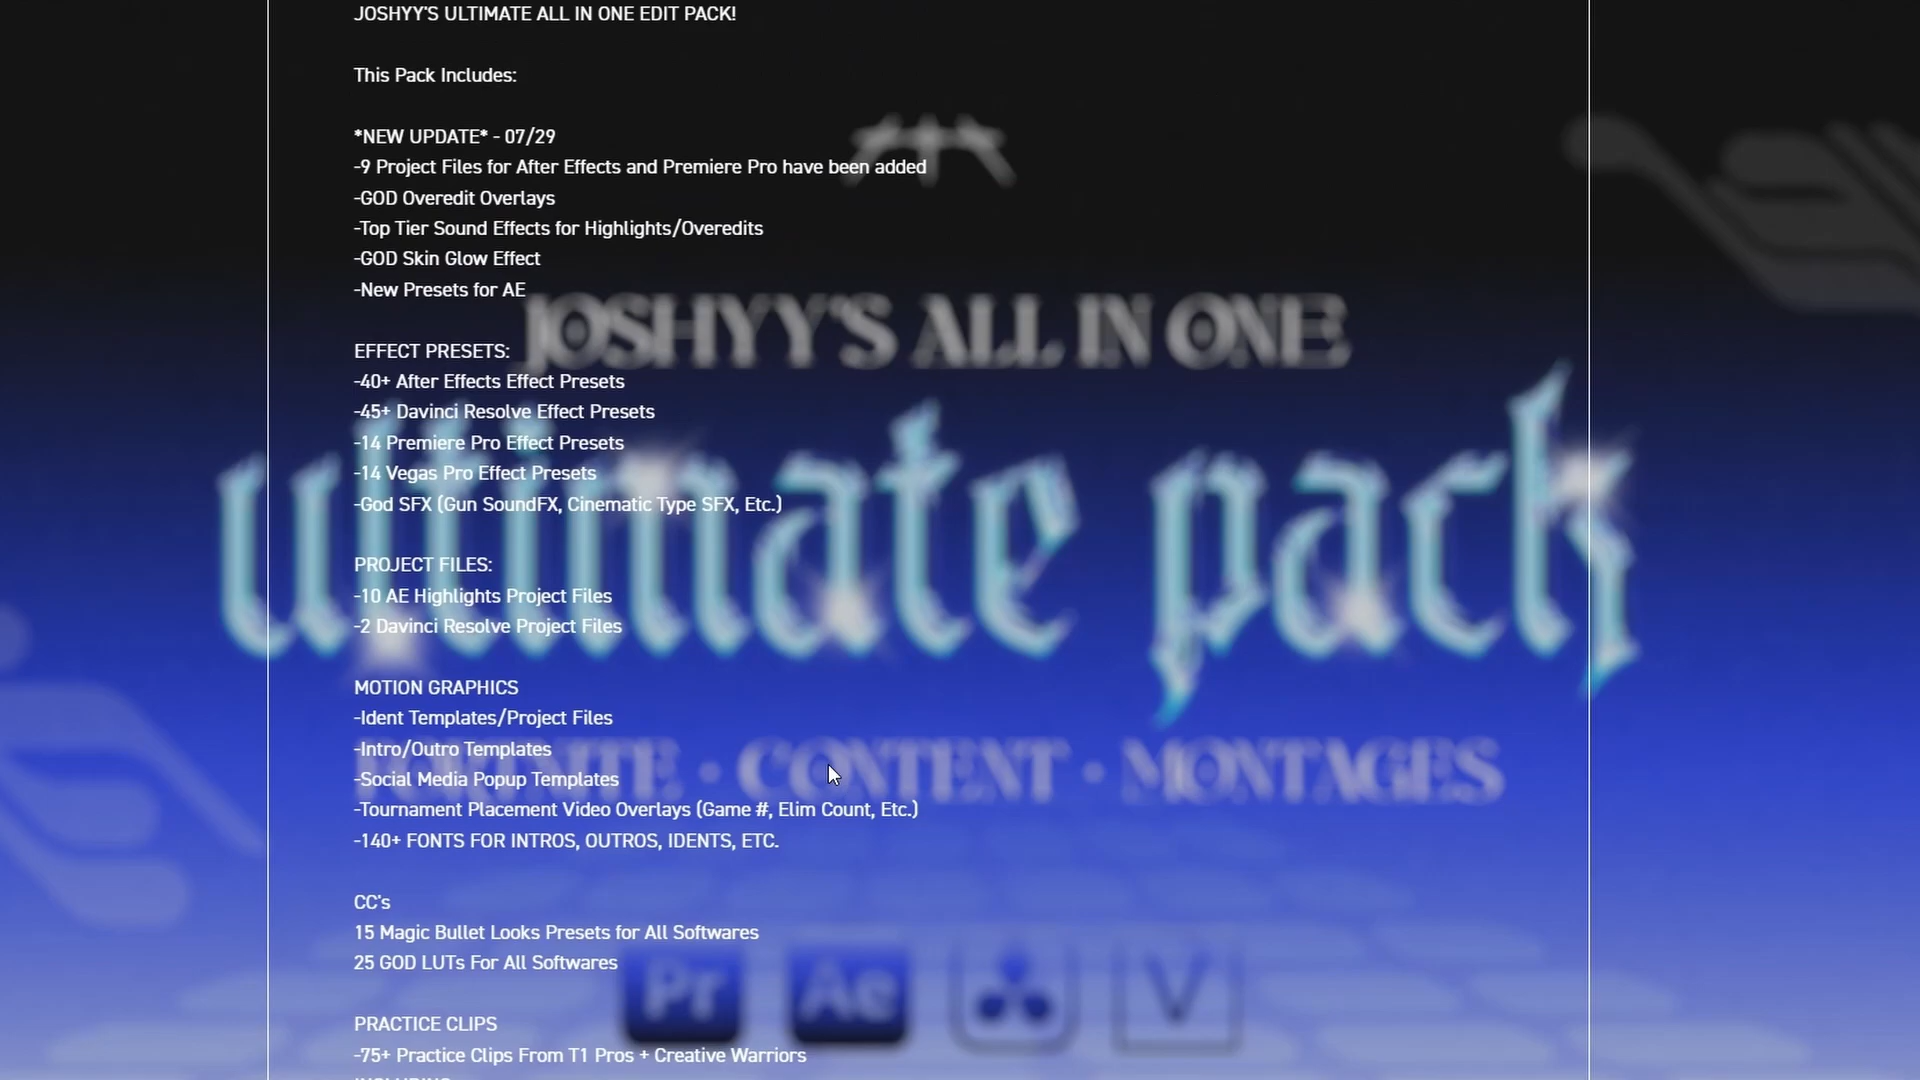 JOSHYY'S ULTIMATE ALL IN ONE EDIT PACK!
This Pack Includes:
*NEW UPDATE* - 07/29
-9 Project Files for After Effects and Premiere Pro have been added
-GOD Overedit Overlays
-Top Tier Sound Effects for Highlights/Overedits
-GOD Skin Glow Effect
-New Presets for AE
JOSHYY'S ALL IN ONE
EFFECT PRESETS:
-40+ After Effects Effect Presets
-45+ Davinci Resolve Effect Presets
-14 Premiere Pro Effect Presets
-14 Vegas Pro Effect Presets
-God SFX (Gun SoundFX, Cinematic Type SFX, Etc.)
ultimate pack
PROJECT FILES:
-10 AE Highlights Project Files
-2 Davinci Resolve Project Files
MOTION GRAPHICS
-Ident Templates/Project Files
-Intro/Outro Templates
FORTNITE • CONTENT • MONTAGES
-Social Media Popup Templates
-Tournament Placement Video Overlays (Game #, Elim Count, Etc.)
-140+ FONTS FOR INTROS, OUTROS, IDENTS, ETC.
CC's
15 Magic Bullet Looks Presets for All Softwares
25 GOD LUTs For All Softwares
Pr Ae V
PRACTICE CLIPS
-75+ Practice Clips From T1 Pros + Creative Warriors